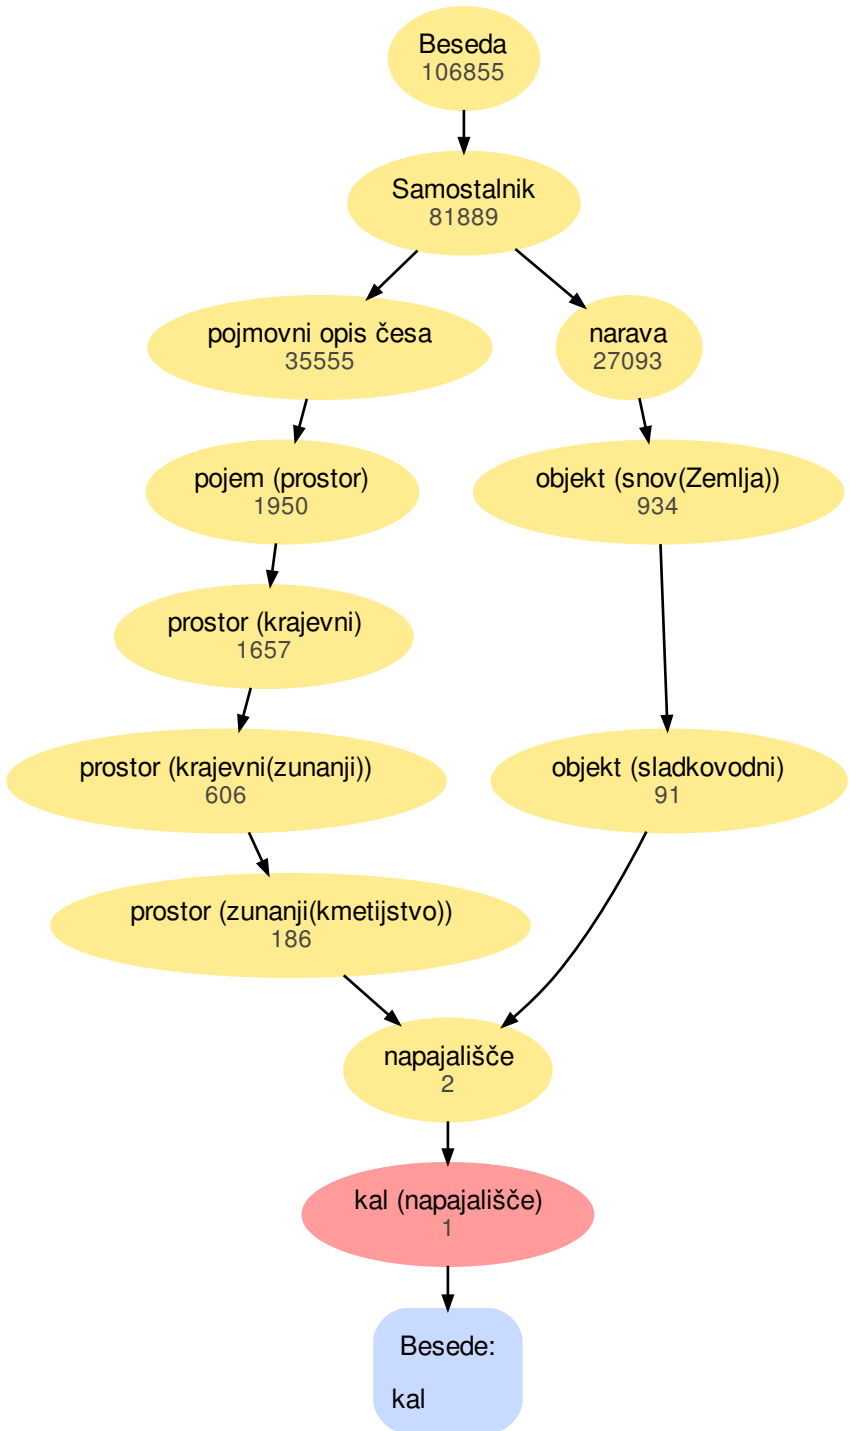 Beseda
106855
Samostalnik
81889
pojmovni opis česa
35555
narava
27093
pojem (prostor)
1950
objekt (snov(Zemlja))
934
prostor (krajevni)
1657
prostor (krajevni(zunanji))
606
objekt (sladkovodni)
91
prostor (zunanji(kmetijstvo))
186
napajališče
2
kal (napajališče)
1
Besede:
kal